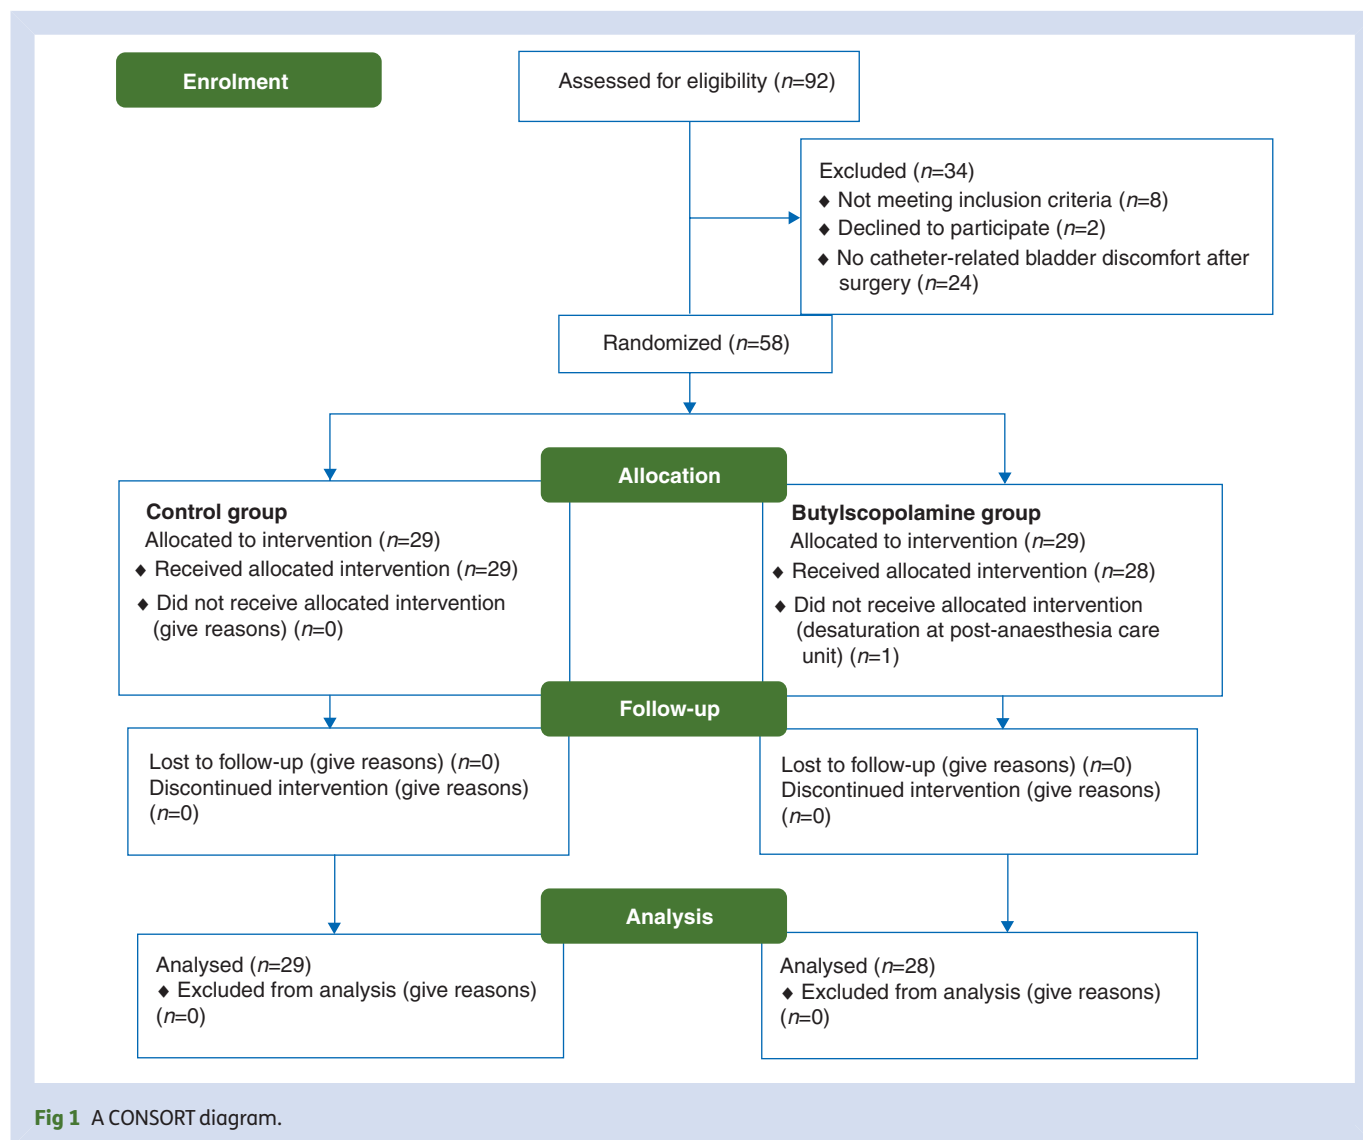 Enrolment
Assessed for eligibility (n=92)
Excluded (n=34)
♦ Not meeting inclusion criteria (n=8)
♦ Declined to participate (n=2)
♦ No catheter-related bladder discomfort after
surgery (n=24)
Randomized (n=58)
Allocation
Control group
Allocated to intervention (n=29)
♦ Received allocated intervention (n=29)
♦ Did not receive allocated intervention
(give reasons) (n=0)
Butylscopolamine group
Allocated to intervention (n=29)
♦ Received allocated intervention (n=28)
♦ Did not receive allocated intervention
(desaturation at post-anaesthesia care
unit) (n=1)
Follow-up
Lost to follow-up (give reasons) (n=0)
Discontinued intervention (give reasons)
(n=0)
Lost to follow-up (give reasons) (n=0)
Discontinued intervention (give reasons)
(n=0)
Analysis
Analysed (n=29)
♦ Excluded from analysis (give reasons)
(n=0)
Analysed (n=28)
♦ Excluded from analysis (give reasons)
(n=0)
Fig 1 A CONSORT diagram.